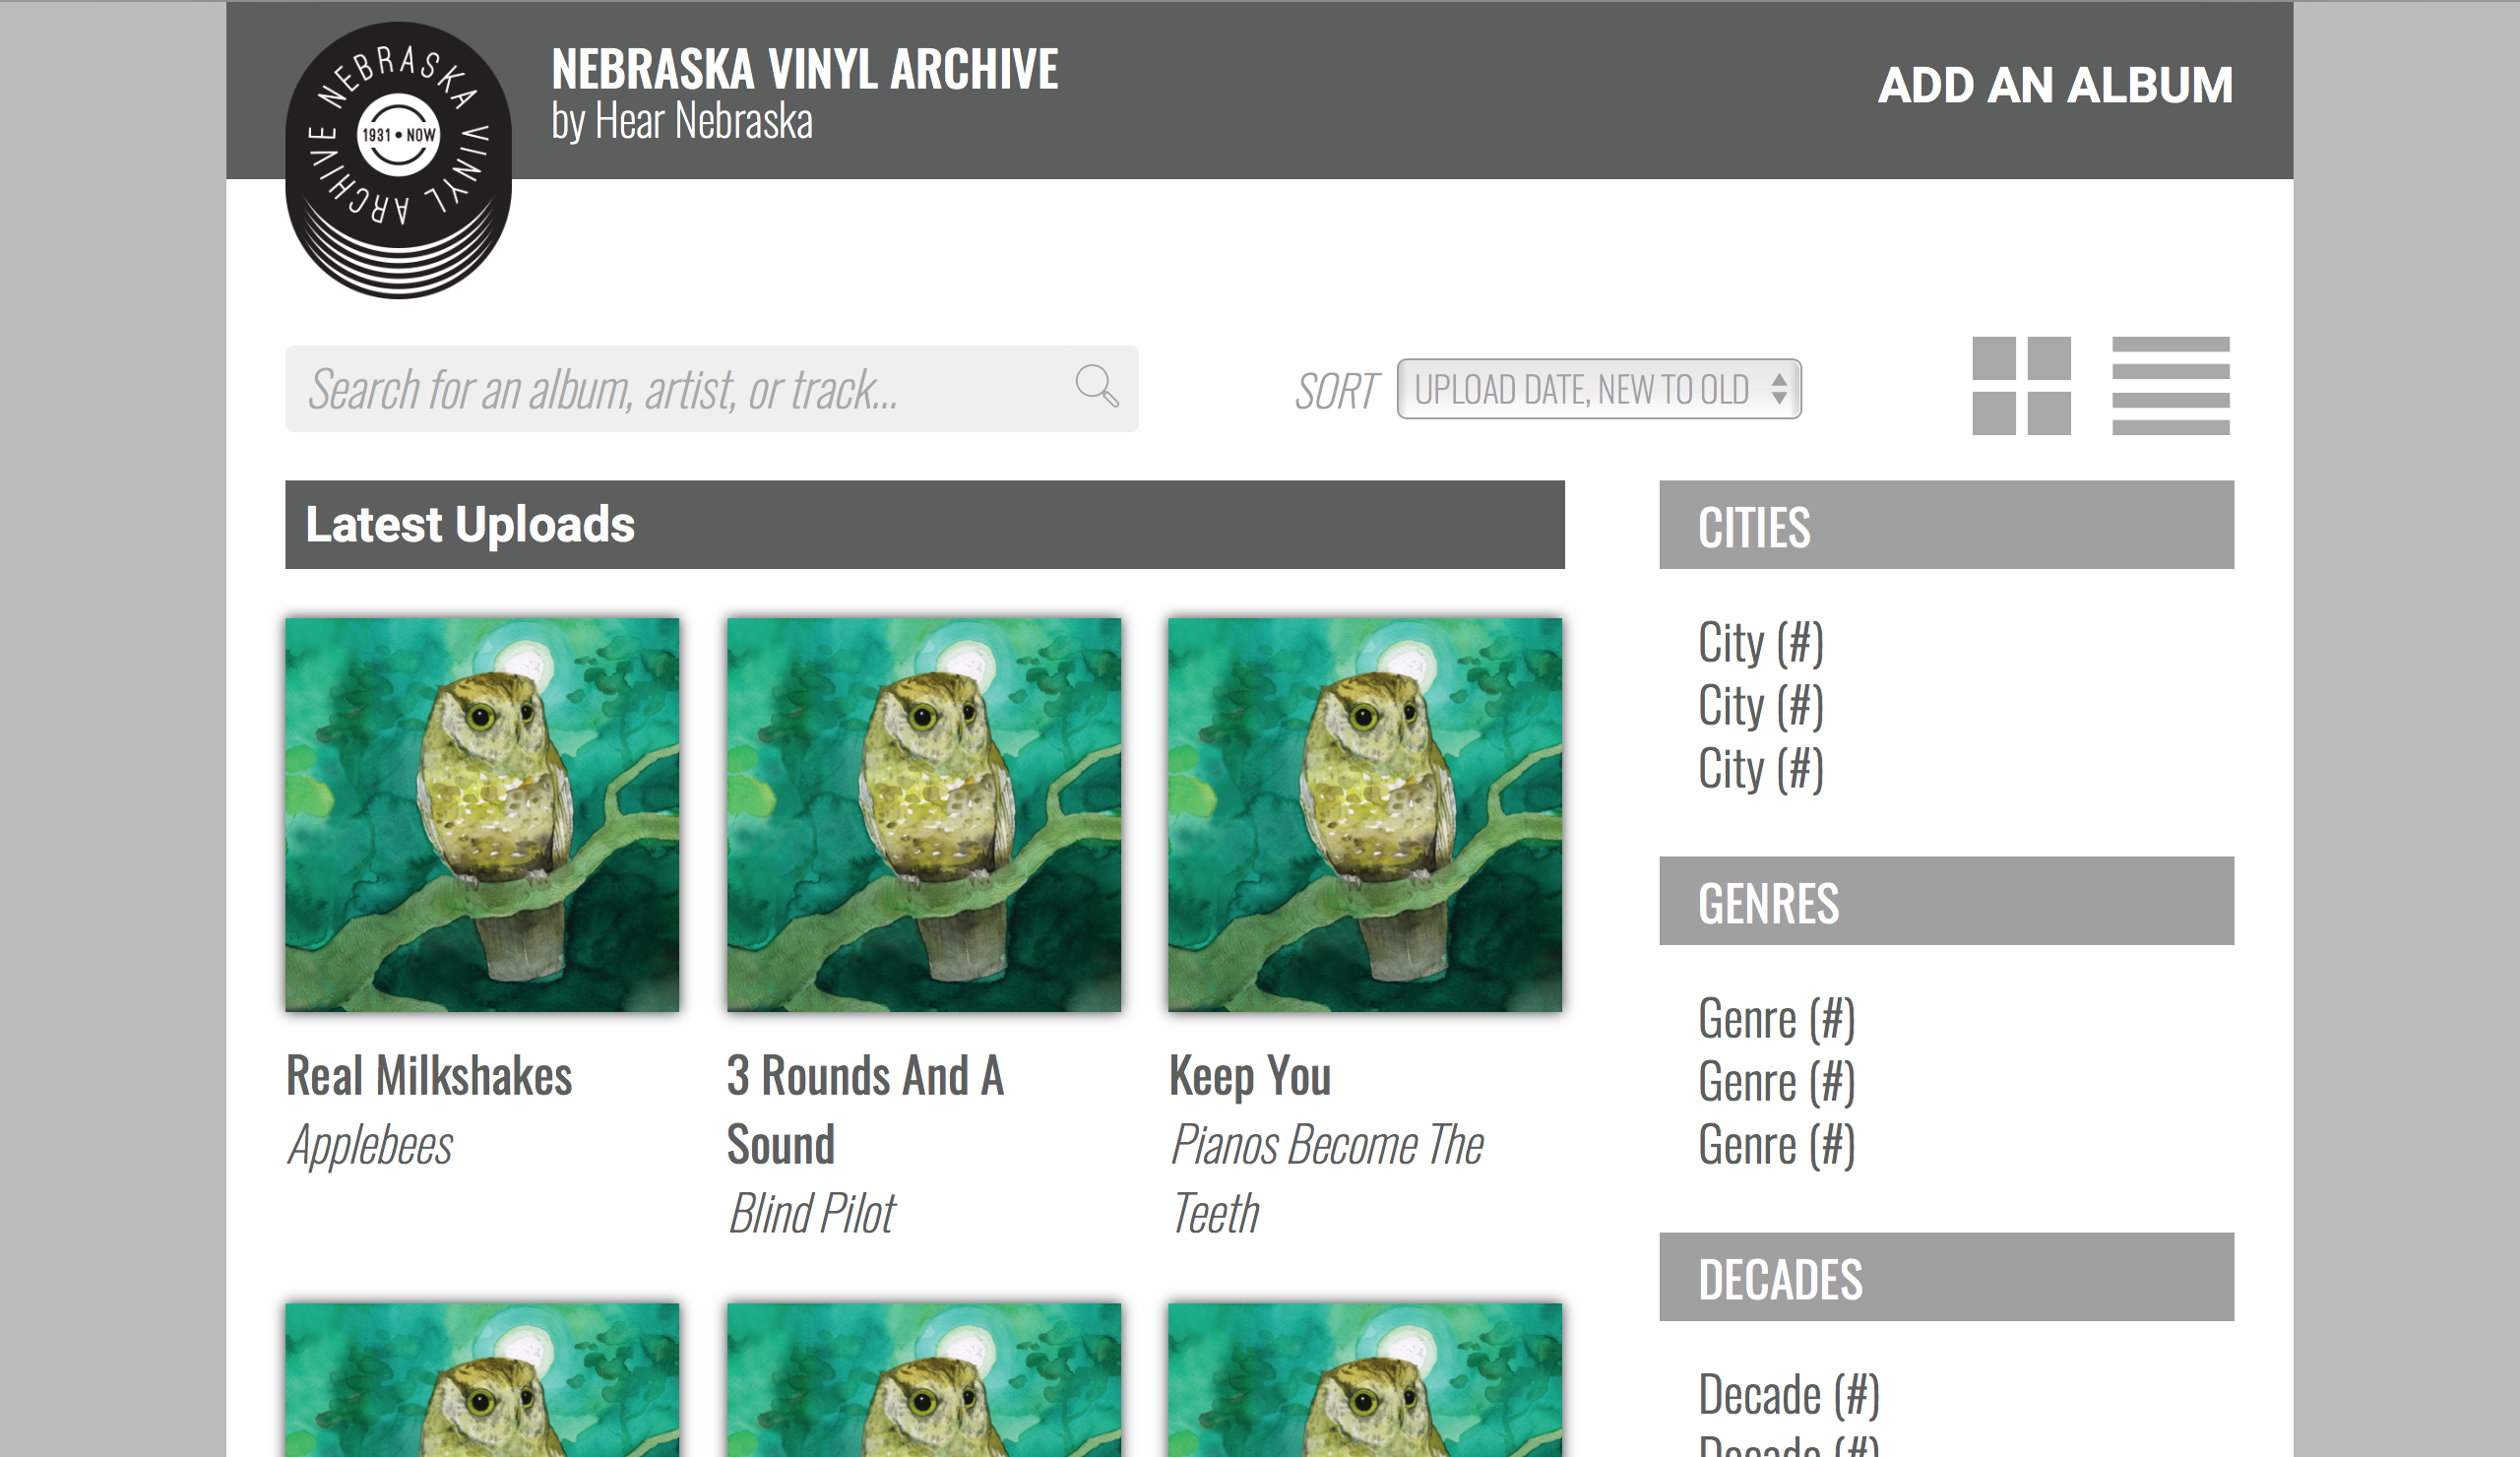 NEBRASKA VINYL ARCHIVE
1931 • NOW
NEBRASKA VINYL ARCHIVE
by Hear Nebraska
ADD AN ALBUM
Search for an album, artist, or track...
SORT
UPLOAD DATE, NEW TO OLD
Latest Uploads
Real Milkshakes
Applebees
3 Rounds And A
Sound
Blind Pilot
Keep You
Pianos Become The
Teeth
CITIES
City (#)
City (#)
City (#)
GENRES
Genre (#)
Genre (#)
Genre (#)
DECADES
Decade (#)
Decade (#)